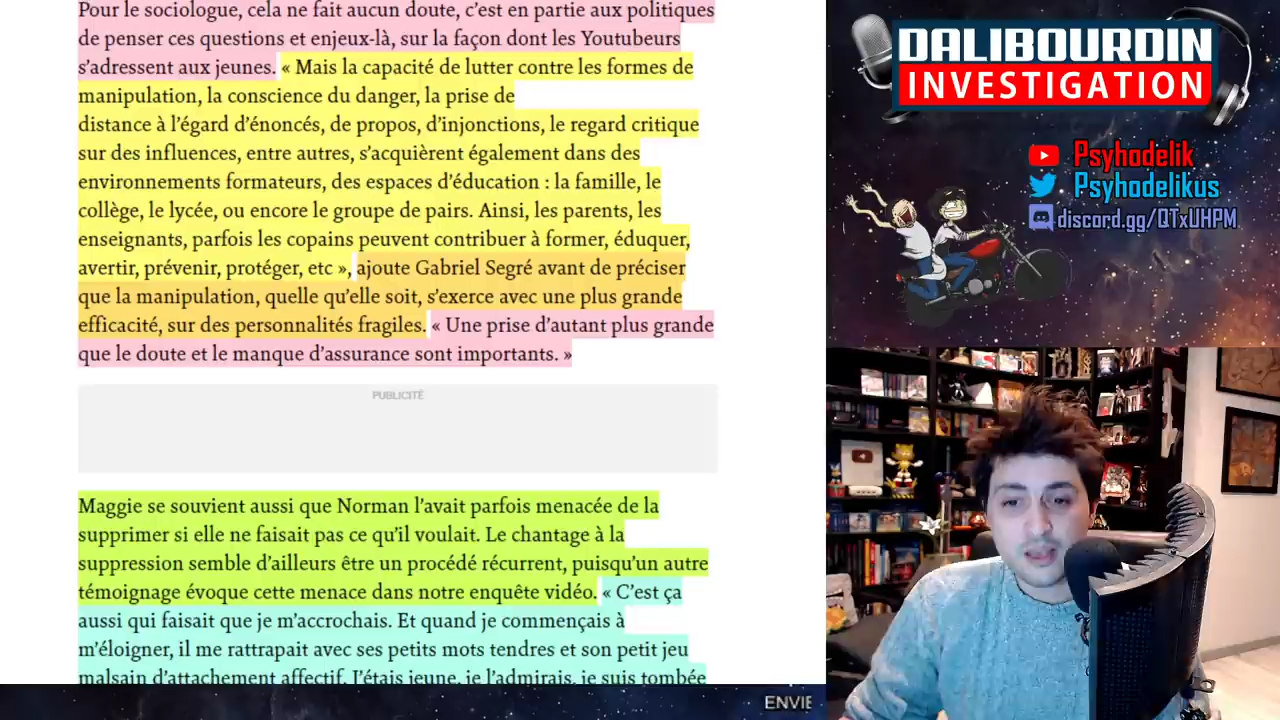 Pour le sociologue, cela ne fait aucun doute, c’est en partie aux politiques
de penser ces questions et enjeux-là, sur la façon dont les Youtubeurs
s’adressent aux jeunes. « Mais la capacité de lutter contre les formes de
manipulation, la conscience du danger, la prise de
distance à l’égard d’énoncés, de propos, d’injonctions, le regard critique
sur des influences, entre autres, s’acquièrent également dans des
environnements formateurs, des espaces d’éducation : la famille, le
collège, le lycée, ou encore le groupe de pairs. Ainsi, les parents, les
enseignants, parfois les copains peuvent contribuer à former, éduquer,
avertir, prévenir, protéger, etc », ajoute Gabriel Segré avant de préciser
que la manipulation, quelle qu’elle soit, s’exerce avec une plus grande
efficacité, sur des personnalités fragiles. « Une prise d’autant plus grande
que le doute et le manque d’assurance sont importants. »
PUBLICITÉ
Maggie se souvient aussi que Norman l’avait parfois menacée de la
supprimer si elle ne faisait pas ce qu’il voulait. Le chantage à la
suppression semble d’ailleurs être un procédé récurrent, puisqu’un autre
témoignage évoque cette menace dans notre enquête vidéo. « C’est ça
aussi qui faisait que je m’accrochais. Et quand je commençais à
m’éloigner, il me rattrapait avec ses petits mots tendres et son petit jeu
malsain d’attachement affectif. J’étais jeune, je l’admirais, je suis tombée
ENVIE
DALIBOURDIN
INVESTIGATION
Psyhodelik
Psyhodelikus
discord.gg/QTxUHPM